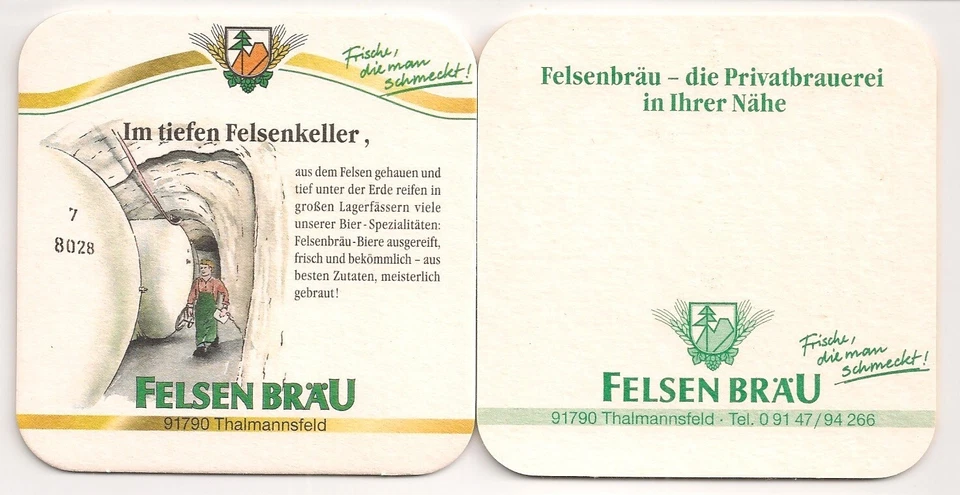 Frische,
die man
schmeckt!
Im tiefen Felsenkeller,
aus dem Felsen gehauen und
tief unter der Erde reifen in
großen Lagerfässern viele
unserer Bier-Spezialitäten:
Felsenbräu-Biere ausgereift,
frisch und bekömmlich – aus
besten Zutaten, meisterlich
gebraut!
7
8028
FELSEN BRÄU
91790 Thalmannsfeld
Felsenbräu – die Privatbrauerei
in Ihrer Nähe
Frische,
die man
schmeckt!
FELSEN BRÄU
91790 Thalmannsfeld · Tel. 0 91 47/94 266